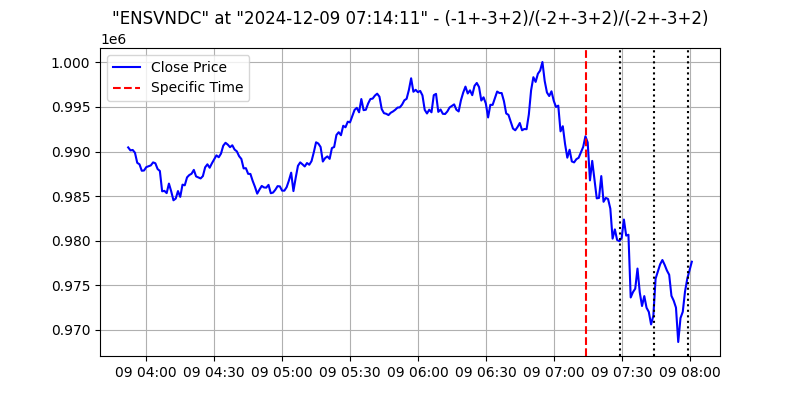 "ENSVNDC" at "2024-12-09 07:14:11" - (-1+-3+2)/(-2+-3+2)/(-2+-3+2)
1e6
Close Price
Specific Time
1.000
0.995
0.990
0.985
0.980
0.975
0.970
09 04:00 09 04:30 09 05:00 09 05:30 09 06:00 09 06:30 09 07:00 09 07:30 09 08:00